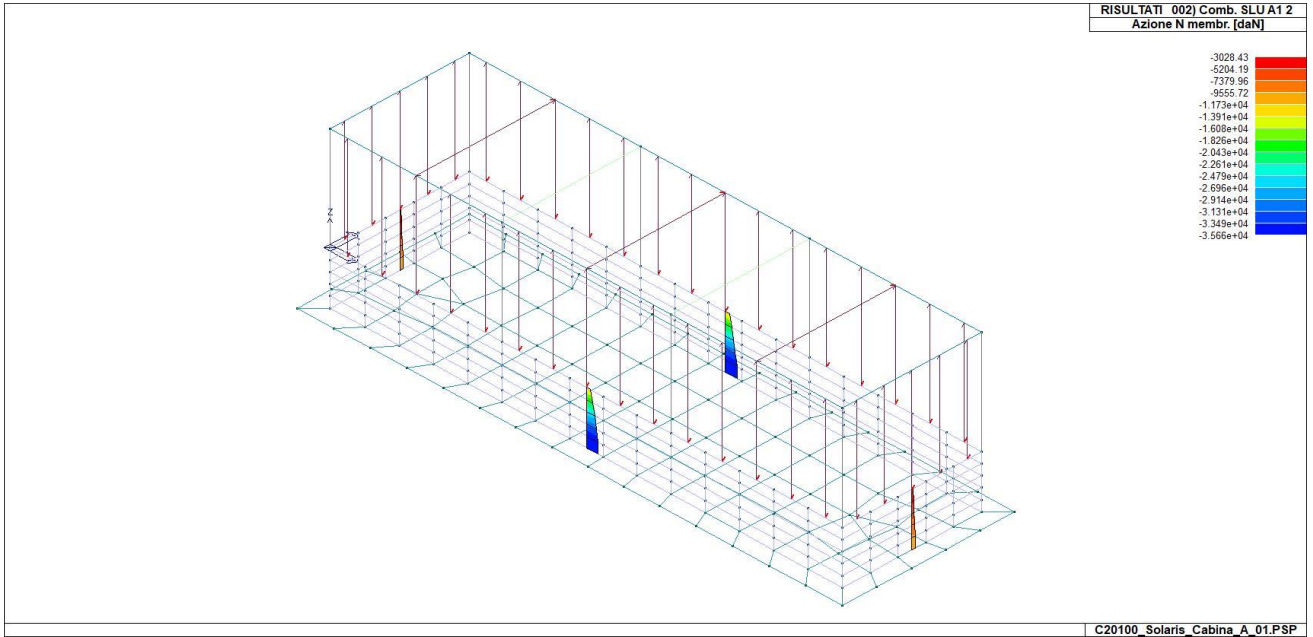 RISULTATI 002) Comb. SLU A1 2
Azione N membr. [daN]
-3028.43
-5204.19
-7379.96
-9555.72
-1.173e+04
-1.391e+04
-1.608e+04
-1.826e+04
-2.043e+04
-2.261e+04
-2.479e+04
-2.696e+04
-2.914e+04
-3.131e+04
-3.349e+04
-3.566e+04
Z
C20100_Solaris_Cabina_A_01.PSP